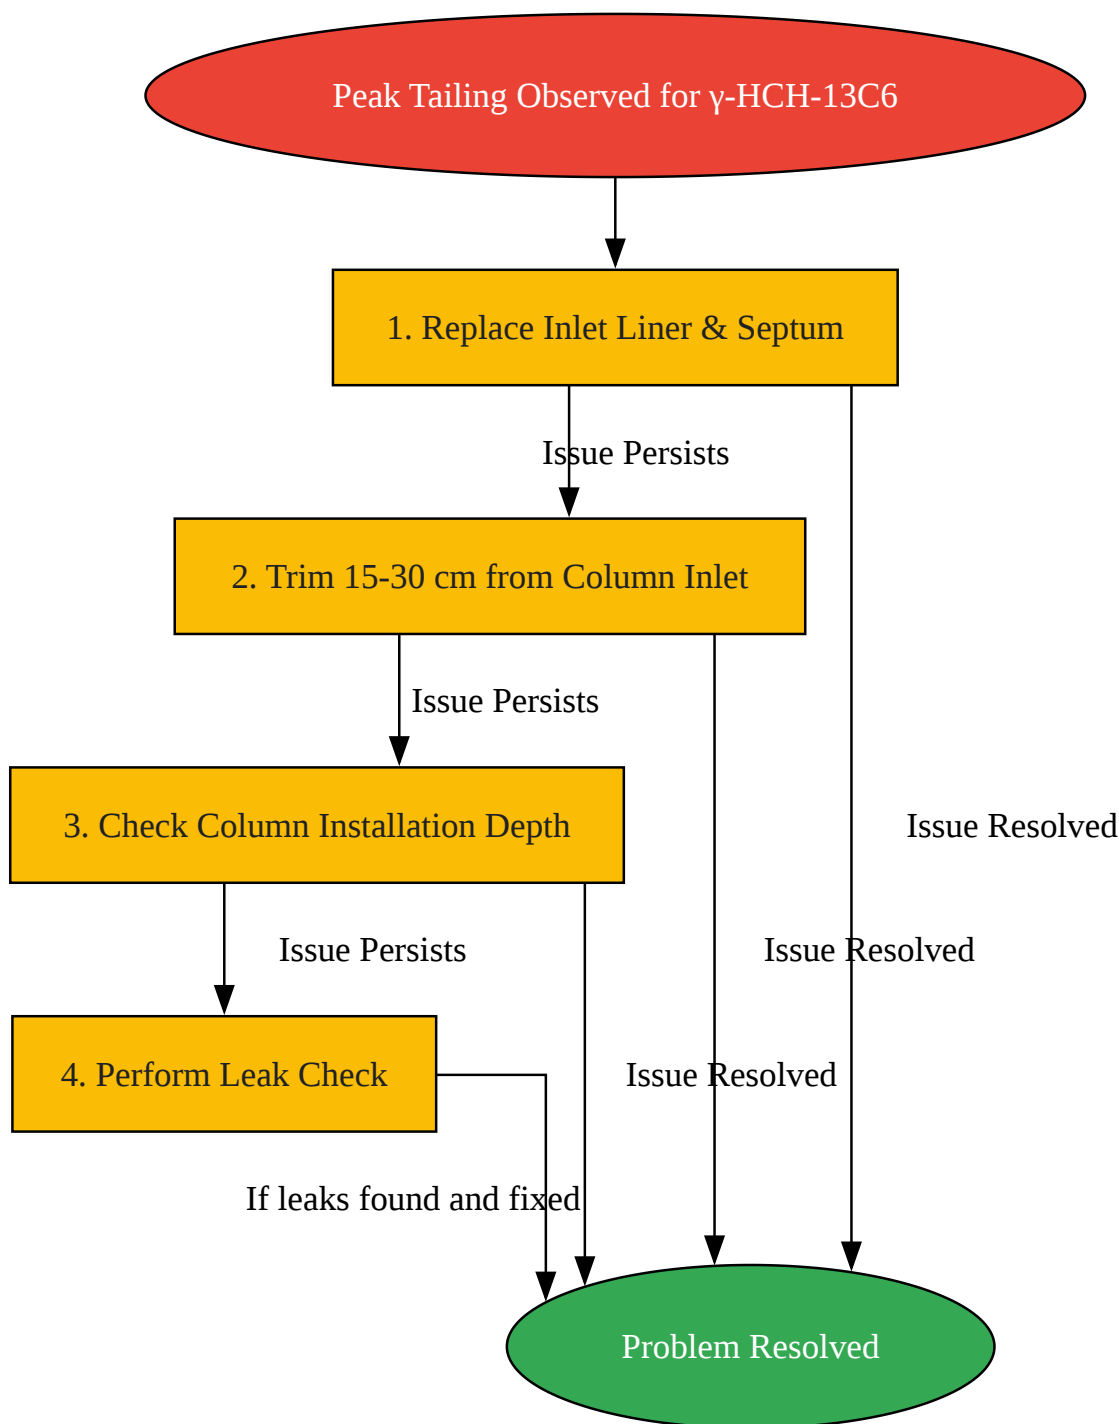 Peak Tailing Observed for γ-HCH-13C6
1. Replace Inlet Liner & Septum
Issue Persists
2. Trim 15-30 cm from Column Inlet
Issue Persists
3. Check Column Installation Depth
Issue Resolved
Issue Persists
Issue Resolved
4. Perform Leak Check
Issue Resolved
If leaks found and fixed
Problem Resolved